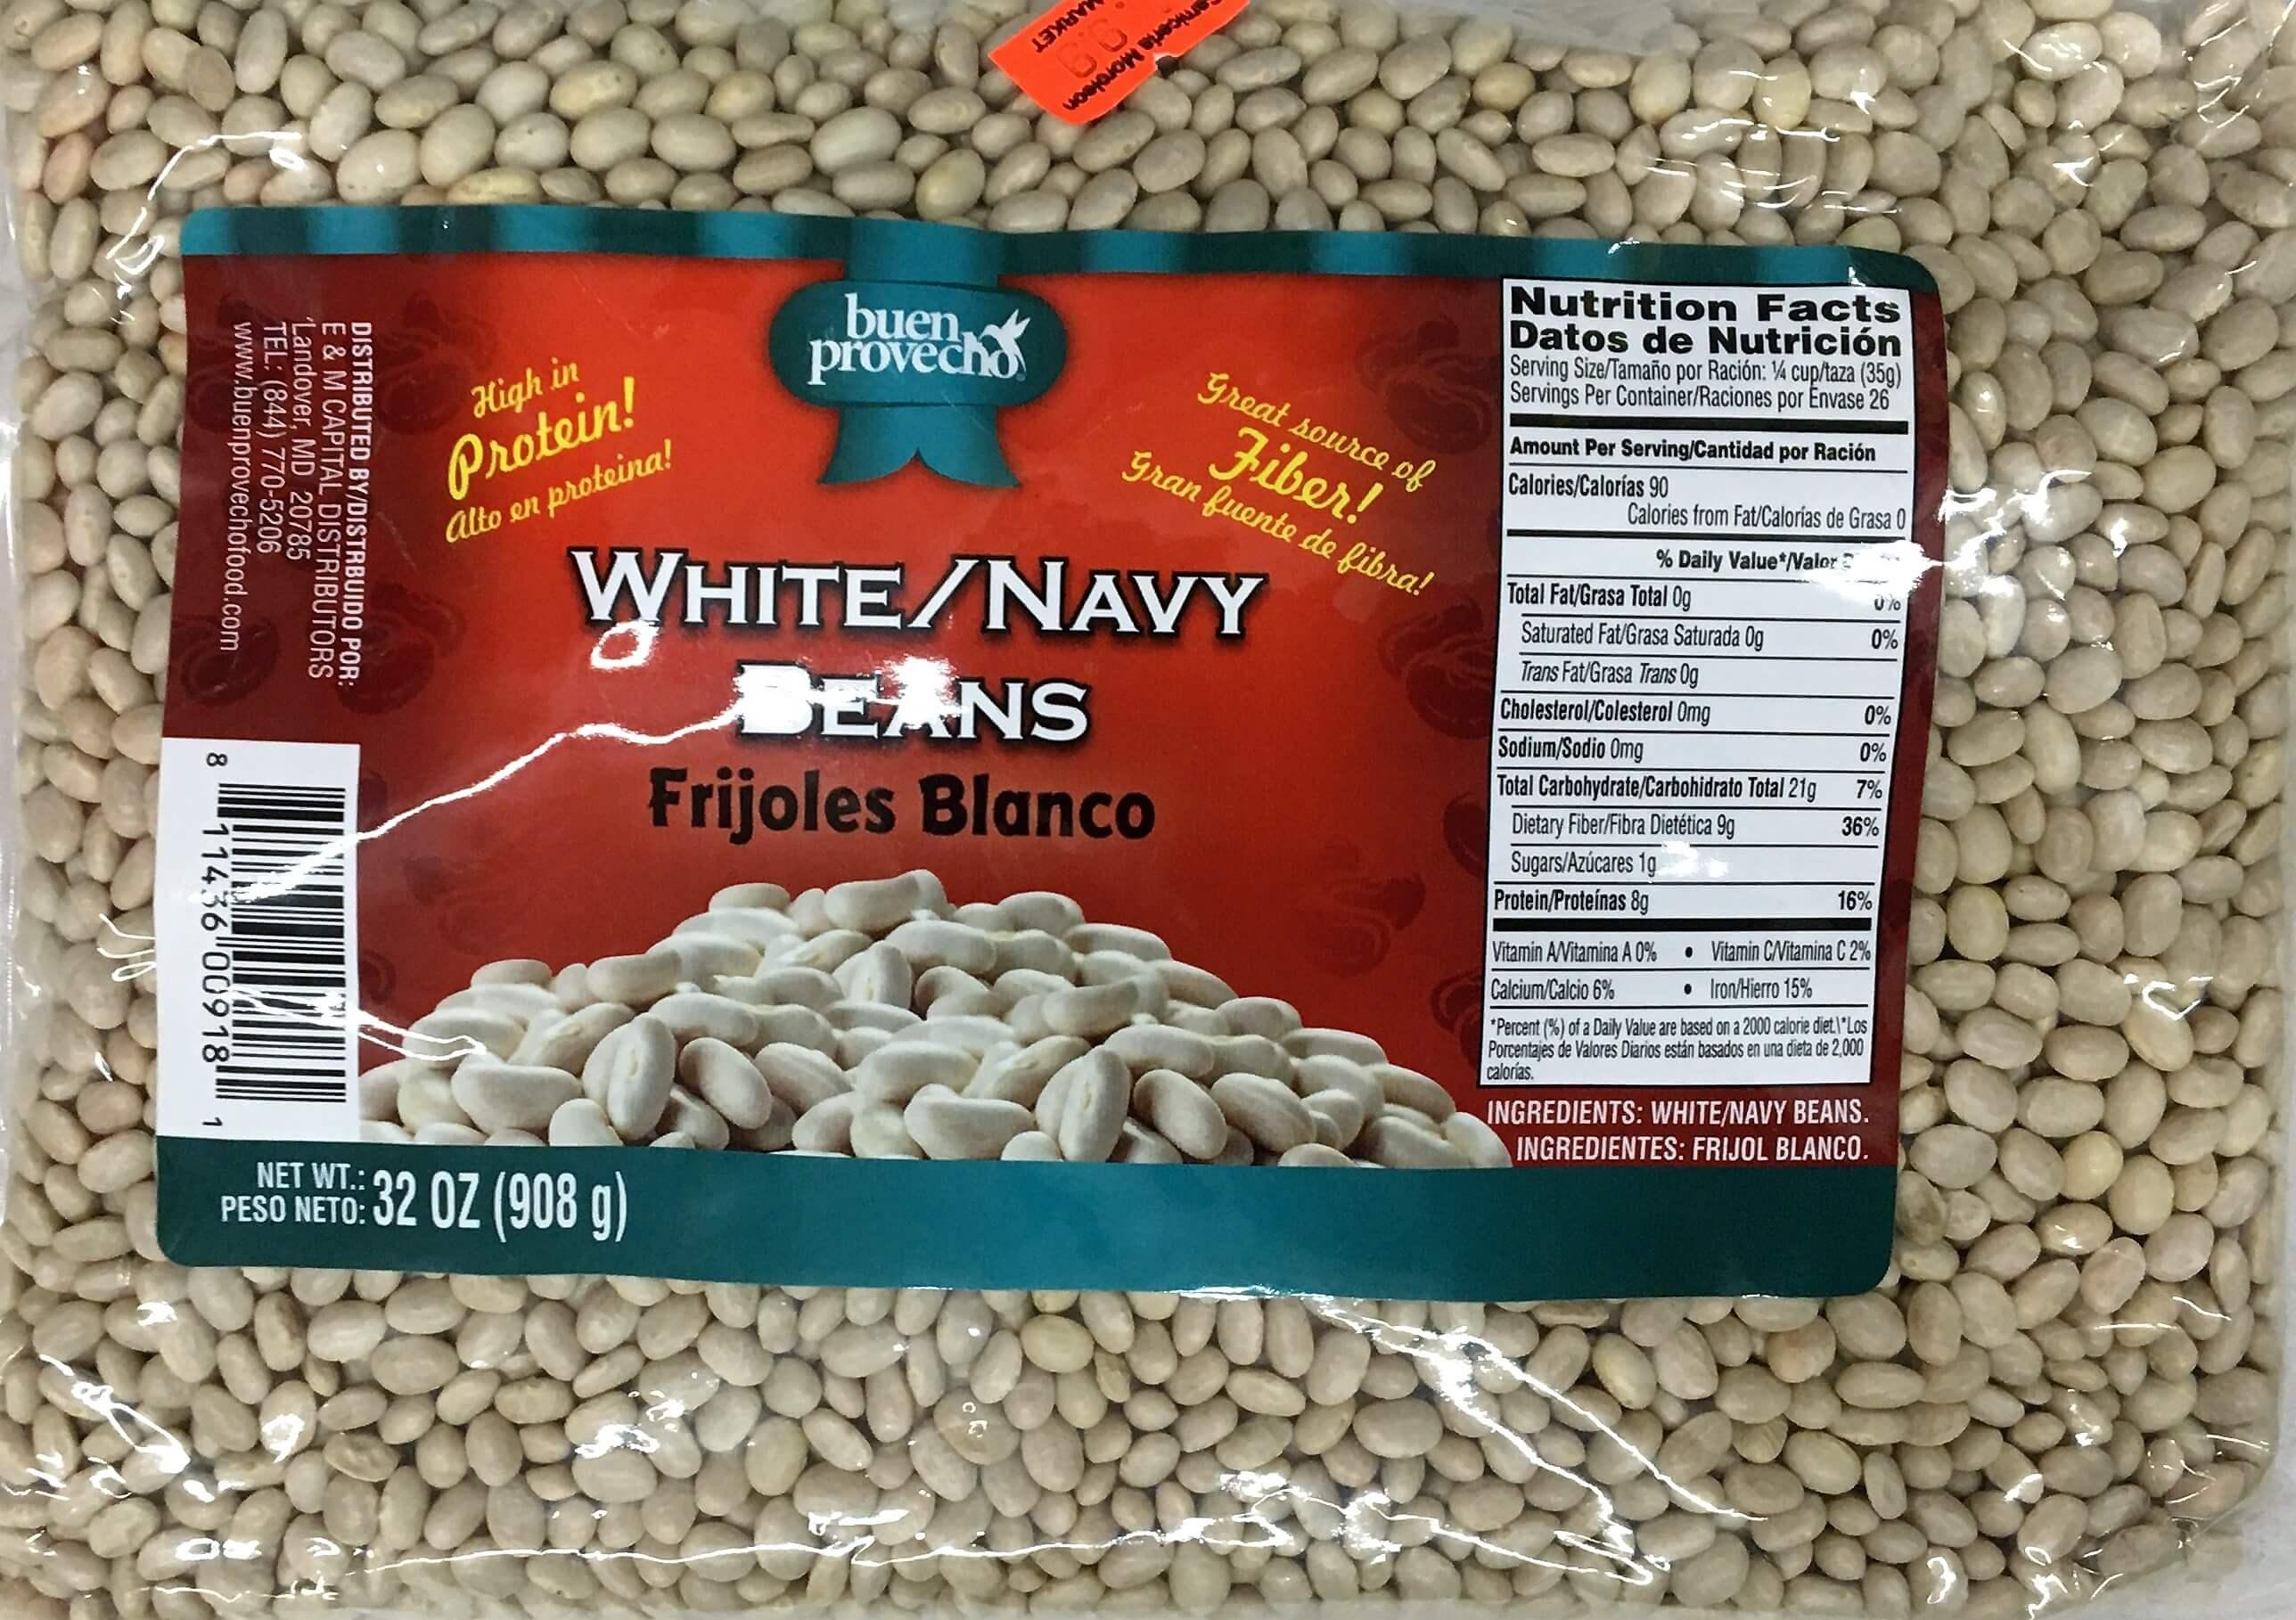 Carniceria Moreleon
MARKET
buen
provecho
High in
Protein!
Alto en proteina!
Great source of
Fiber!
Gran fuente de fibra!
WHITE/NAVY
BEANS
Frijoles Blanco
DISTRIBUTED BY/DISTRBUIDO POR:
E & M CAPITAL DISTRIBUTORS
Landover, MD 20785
TEL: (844) 770-5206
www.buenprovechofood.com
8 11436 00918 1
NET WT.:
PESO NETO: 32 OZ (908 g)
Nutrition Facts
Datos de Nutrición
Serving Size/Tamaño por Ración: ¼ cup/taza (35g)
Servings Per Container/Raciones por Envase 26
Amount Per Serving/Cantidad por Ración
Calories/Calorías 90
Calories from Fat/Calorías de Grasa 0
% Daily Value*/Valor
Total Fat/Grasa Total 0g 0%
Saturated Fat/Grasa Saturada 0g 0%
Trans Fat/Grasa Trans 0g
Cholesterol/Colesterol 0mg 0%
Sodium/Sodio 0mg 0%
Total Carbohydrate/Carbohidrato Total 21g 7%
Dietary Fiber/Fibra Dietética 9g 36%
Sugars/Azúcares 1g
Protein/Proteínas 8g 16%
Vitamin A/Vitamina A 0% • Vitamin C/Vitamina C 2%
Calcium/Calcio 6% • Iron/Hierro 15%
*Percent (%) of a Daily Value are based on a 2000 calorie diet.\*Los
Porcentajes de Valores Diarios están basados en una dieta de 2,000
calorías.
INGREDIENTS: WHITE/NAVY BEANS.
INGREDIENTES: FRIJOL BLANCO.